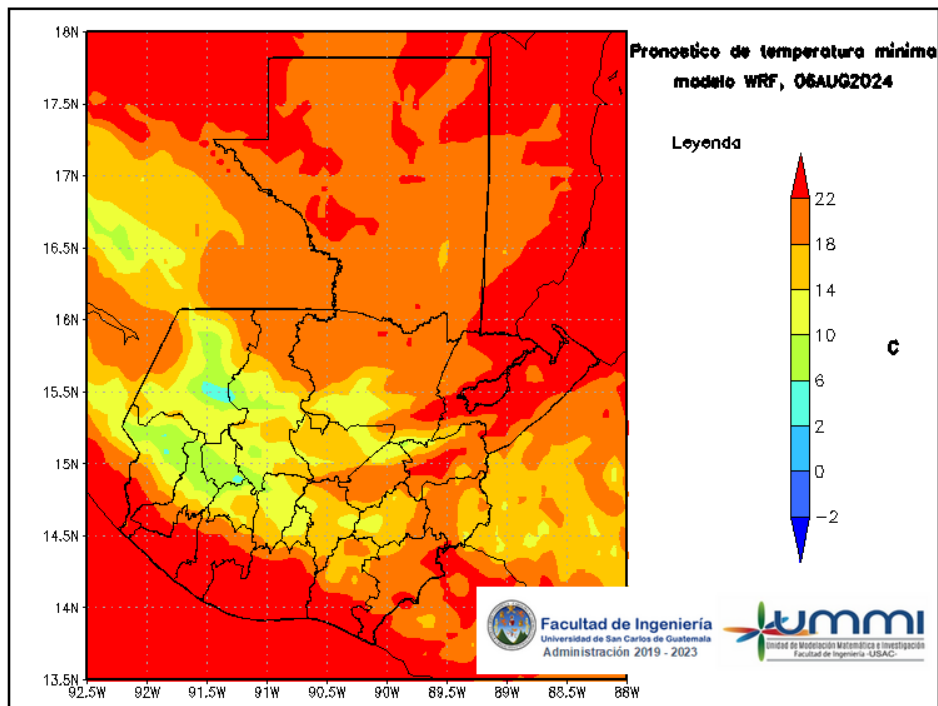 Pronostico de temperatura minima
modelo WRF, 06AUG2024
Leyenda
22
18
14
10
6
2
0
−2
C
18N
17.5N
17N
16.5N
16N
15.5N
15N
14.5N
14N
13.5N
92.5W
92W
91.5W
91W
90.5W
90W
89.5W
89W
88.5W
88W
Facultad de Ingeniería
Universidad de San Carlos de Guatemala
Administración 2019 - 2023
ummi
Unidad de Modelación Matemática e Investigación
Facultad de Ingeniería -USAC-